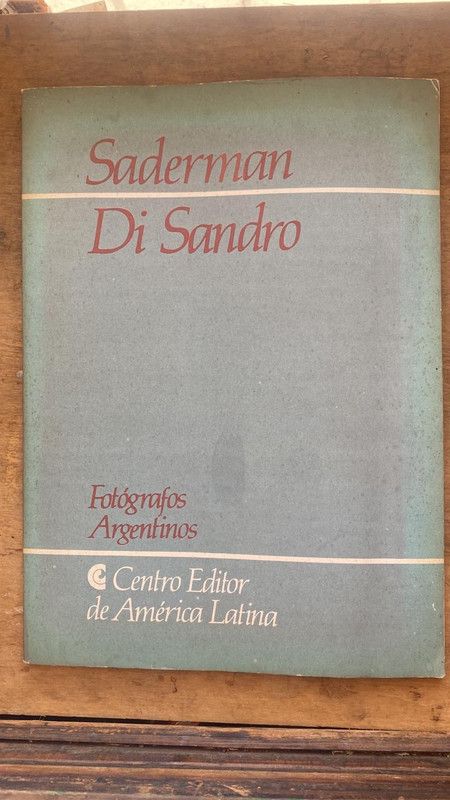 Saderman
Di Sandro
Fotógrafos
Argentinos
Centro Editor
de América Latina